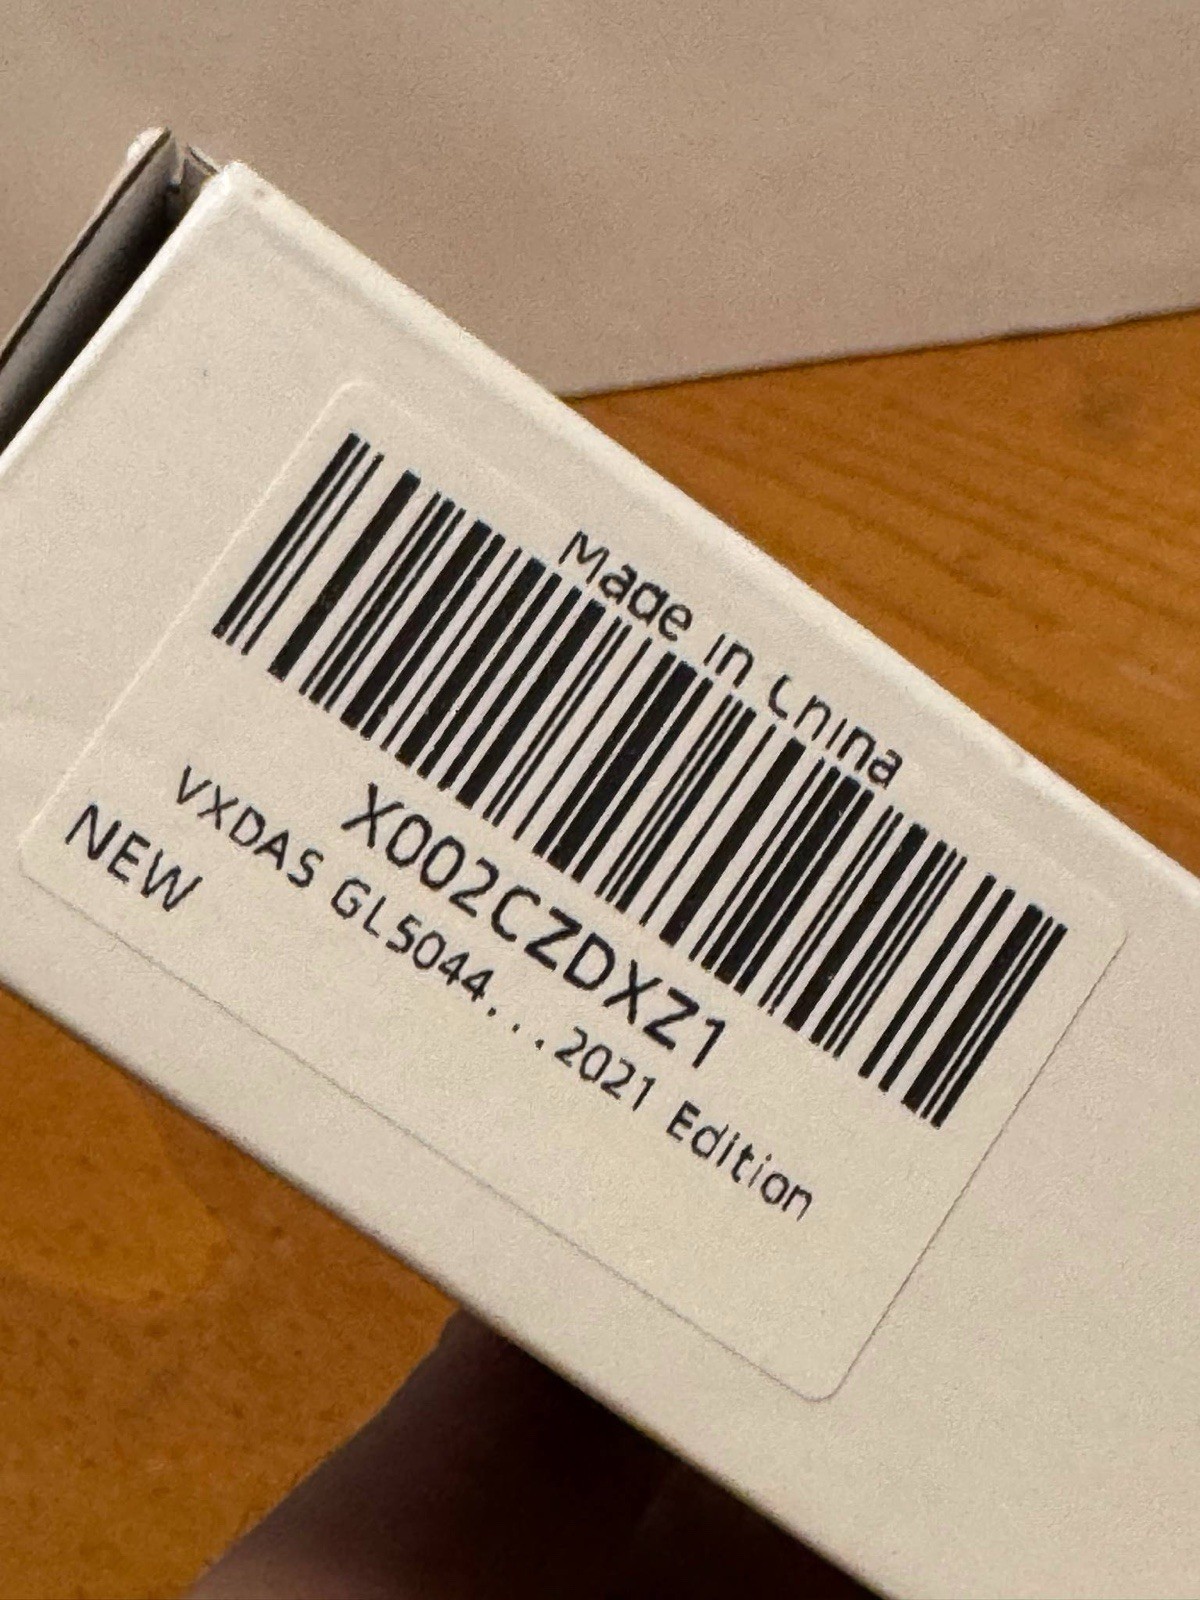 Made in China
X002CZDXZ1
VXDAS GL5044...2021 Edition
NEW